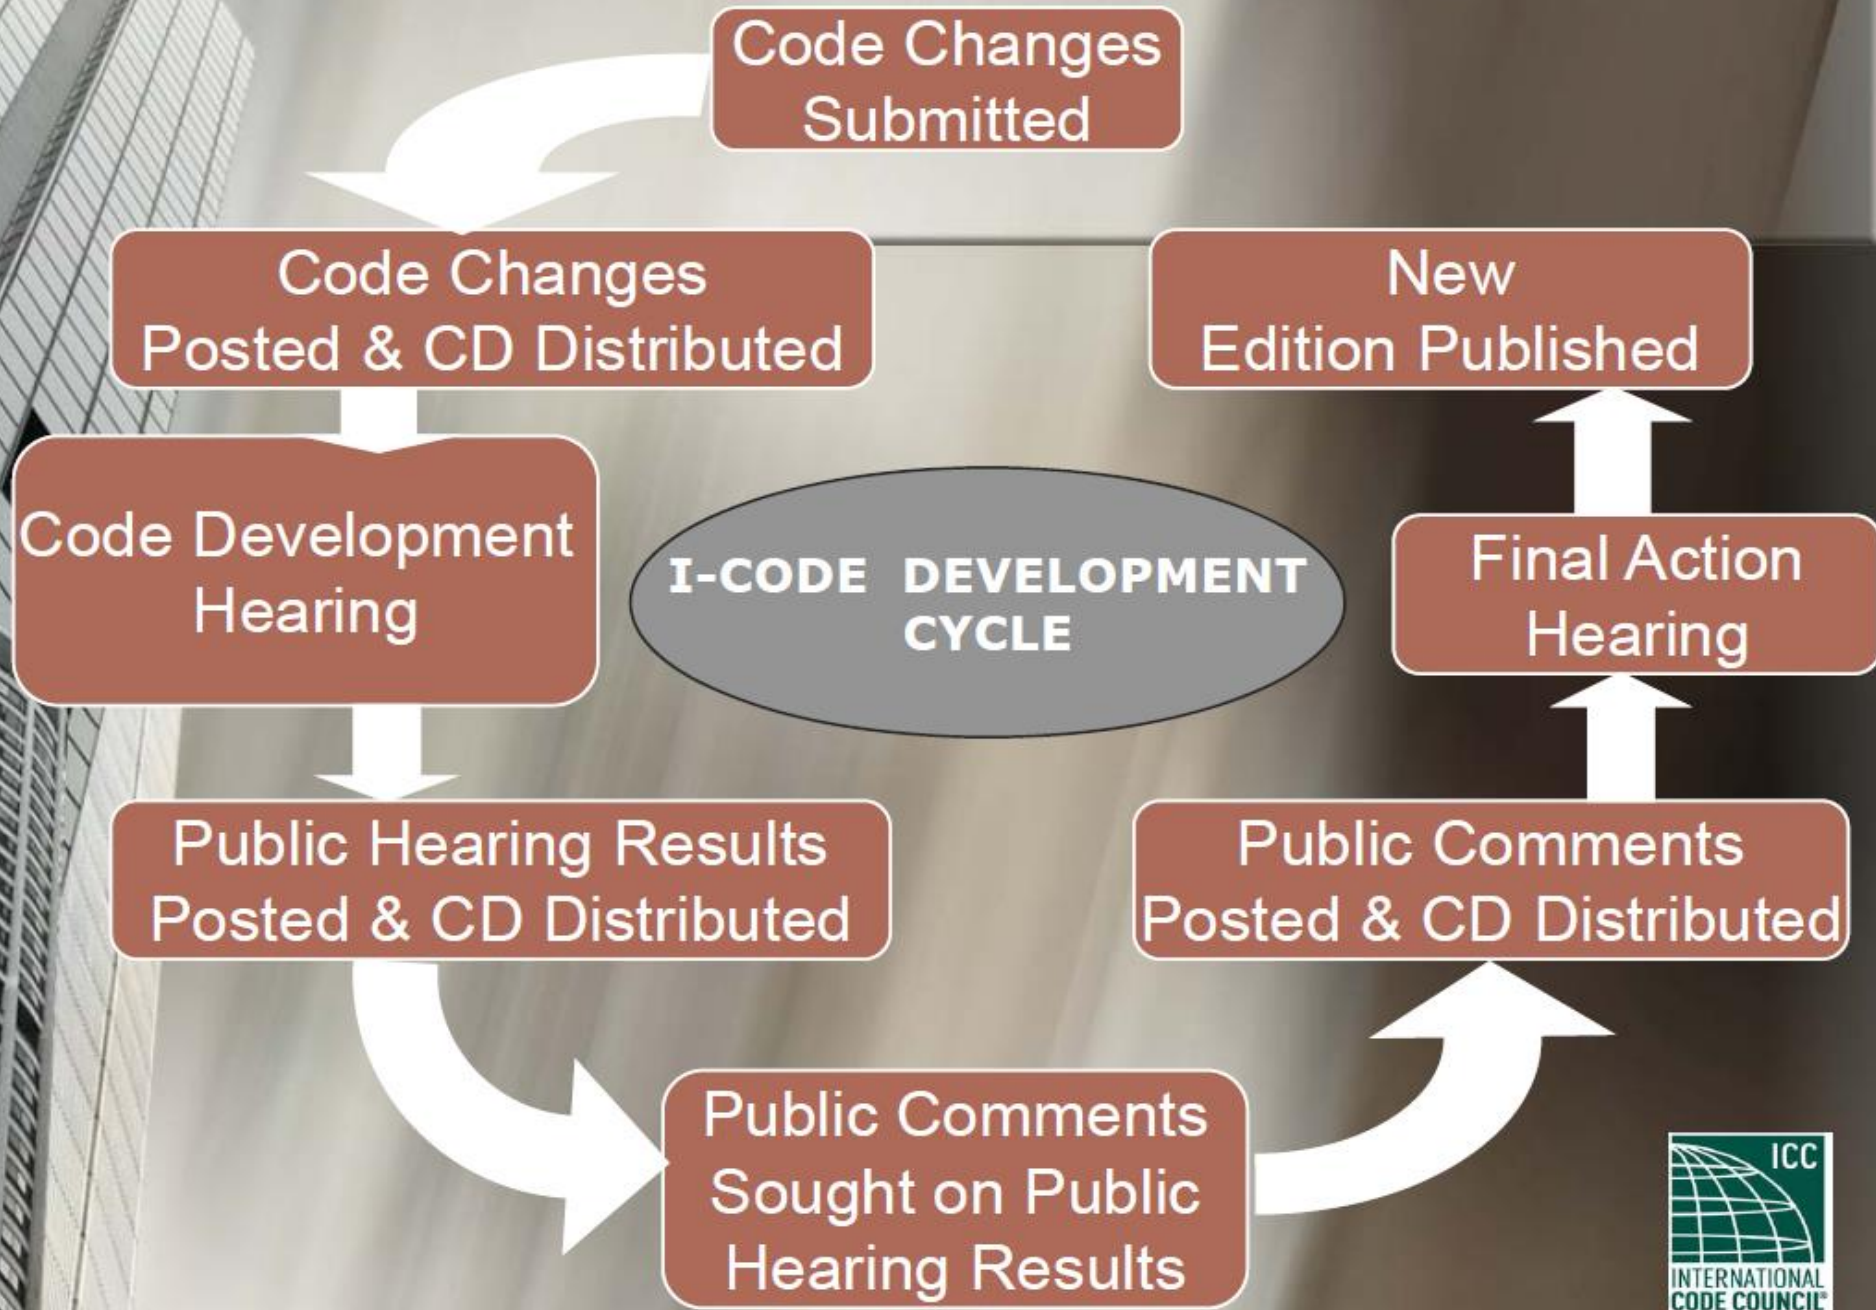 Code Changes
Submitted
Code Changes
Posted & CD Distributed
Code Development
Hearing
Public Hearing Results
Posted & CD Distributed
Public Comments
Sought on Public
Hearing Results
Public Comments
Posted & CD Distributed
Final Action
Hearing
New
Edition Published
I-CODE DEVELOPMENT
CYCLE
ICC
INTERNATIONAL
CODE COUNCIL®